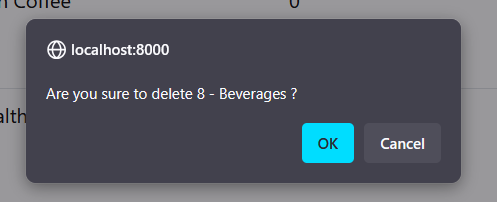 Coffee 0
localhost:8000
Are you sure to delete 8 - Beverages ?
OK Cancel